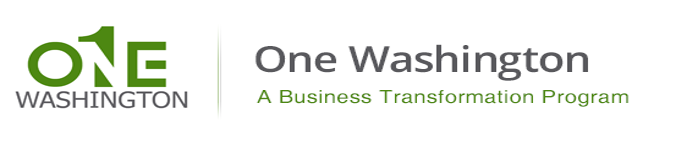 ONE
WASHINGTON
One Washington
A Business Transformation Program